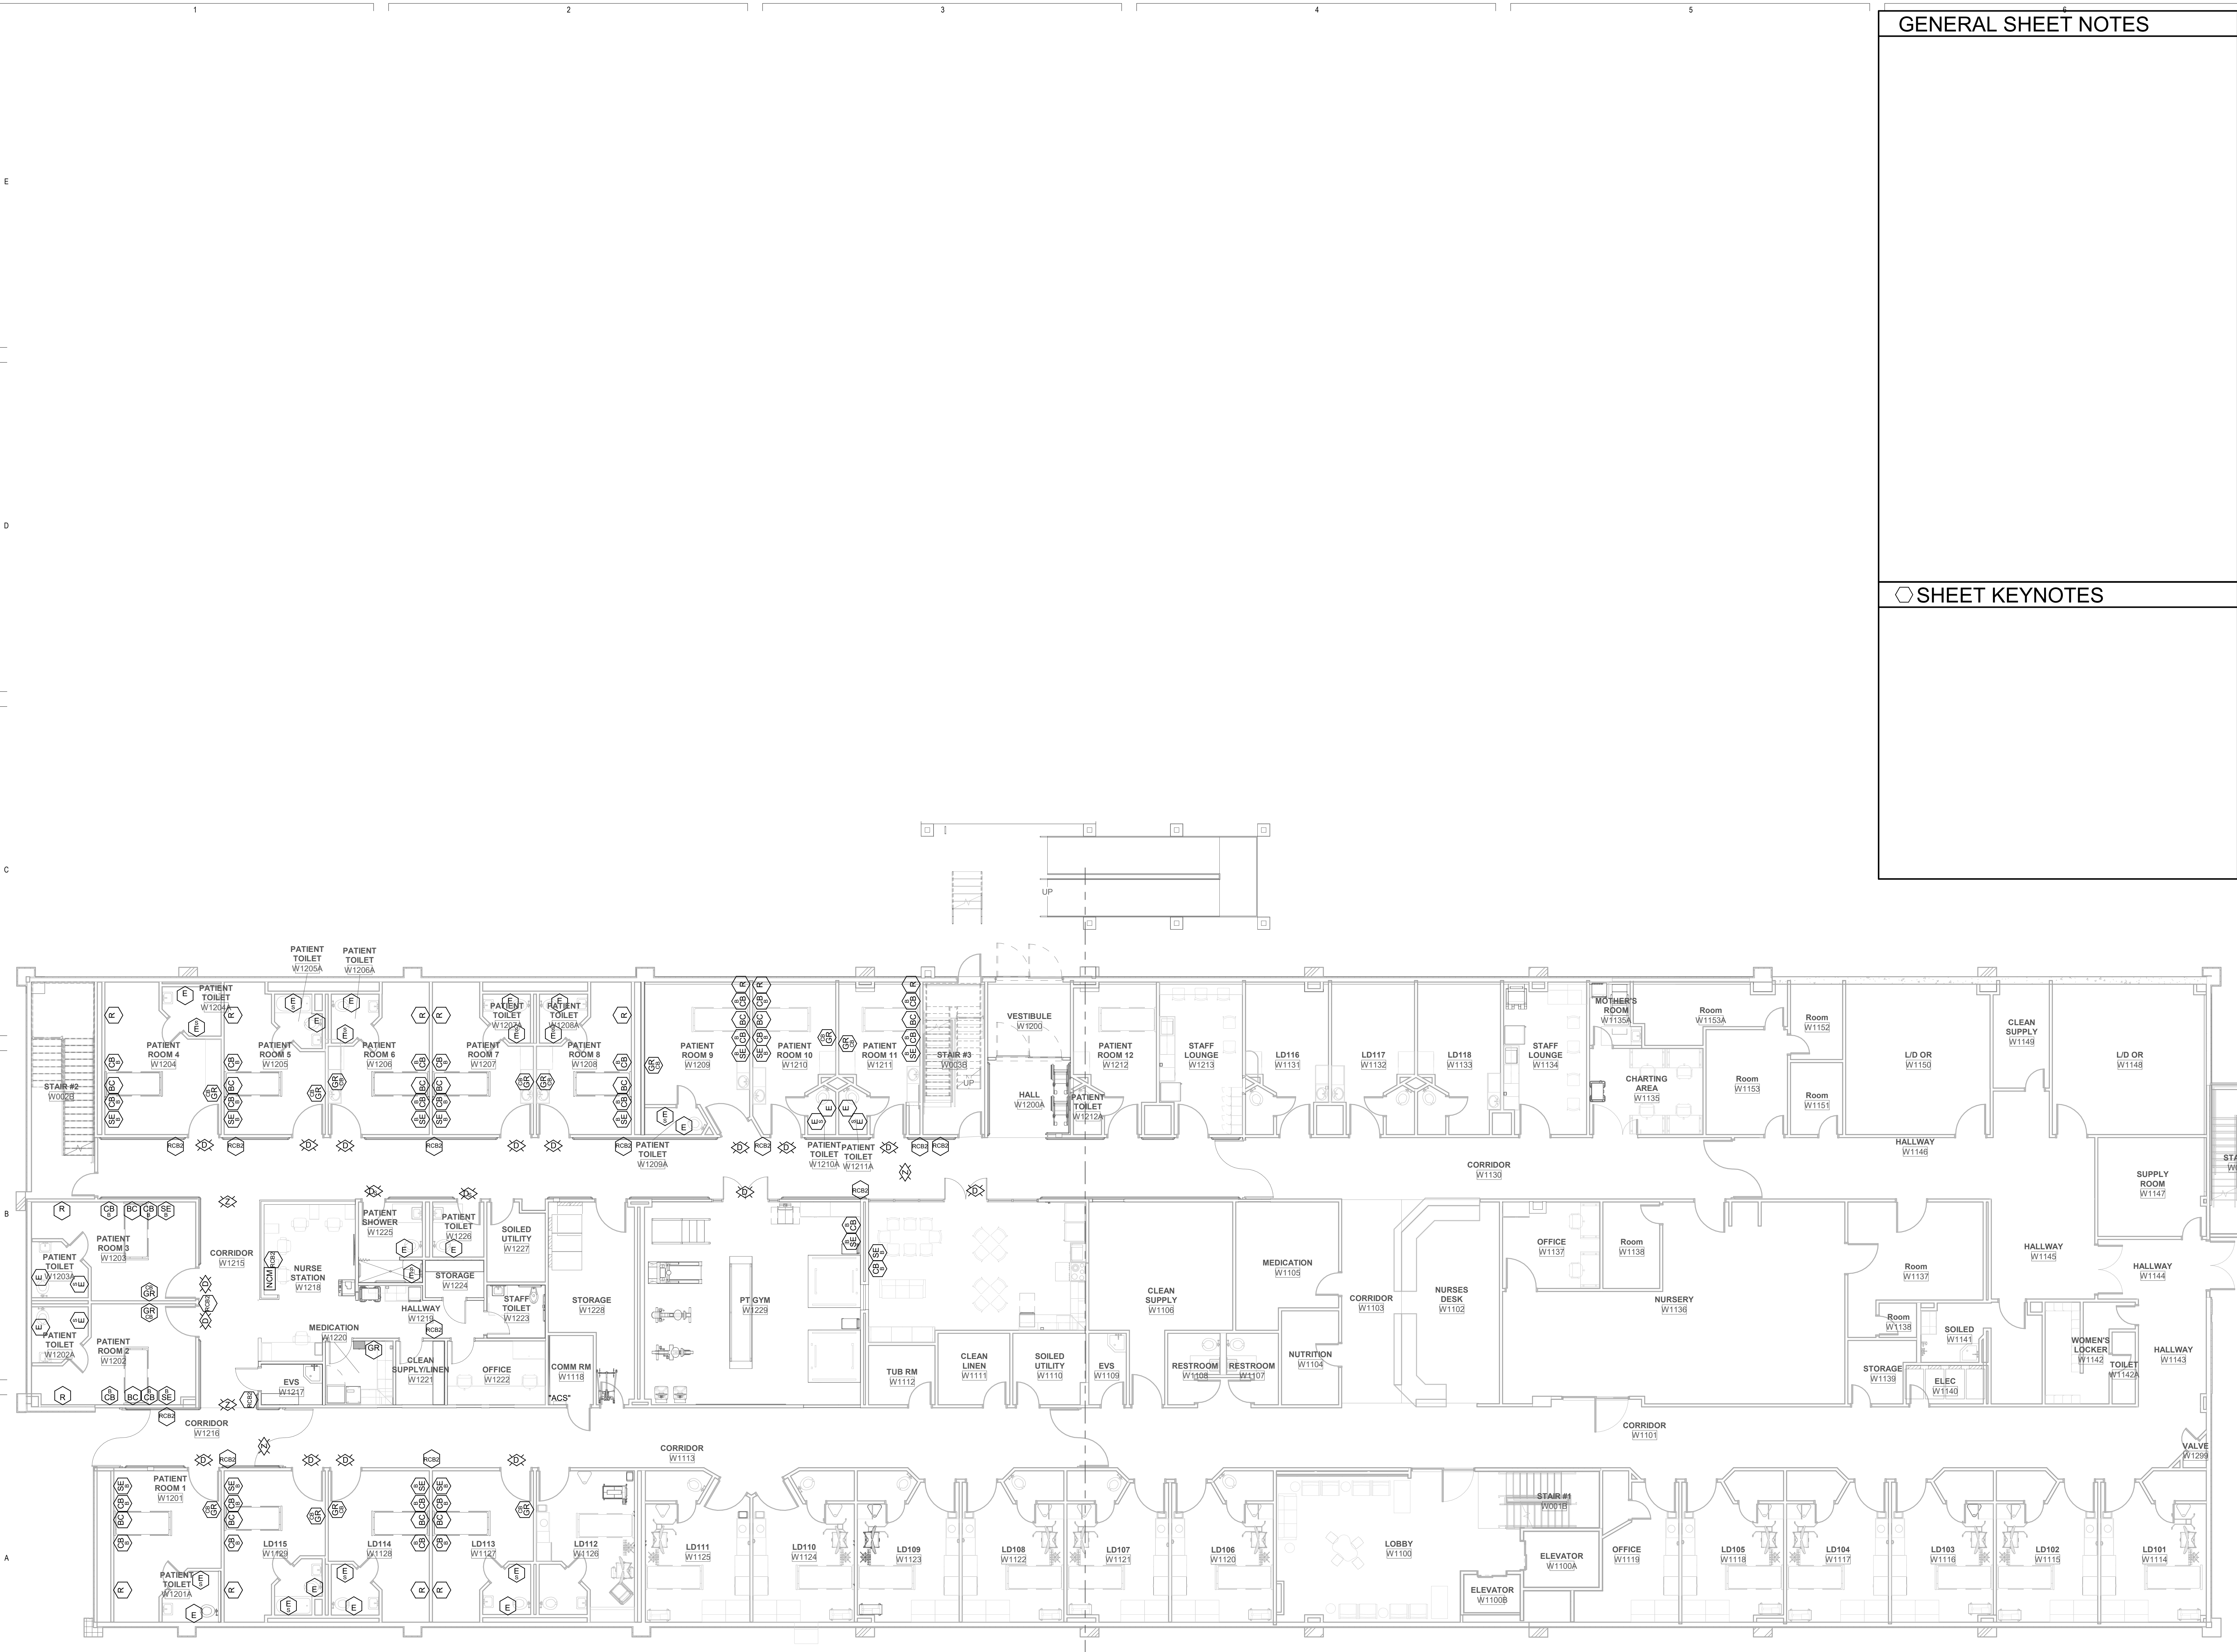 1
2
3
4
5
6
GENERAL SHEET NOTES
E
D
SHEET KEYNOTES
C
UP
PATIENT
TOILET
W1205A
PATIENT
TOILET
W1206A
PATIENT
TOILET
W1204A
PATIENT
TOILET
W1207A
PATIENT
TOILET
W1208A
PATIENT
ROOM 4
W1204
PATIENT
ROOM 5
W1205
PATIENT
ROOM 6
W1206
PATIENT
ROOM 7
W1207
PATIENT
ROOM 8
W1208
PATIENT
ROOM 9
W1209
PATIENT
ROOM 10
W1210
PATIENT
ROOM 11
W1211
STAIR #3
W003B
UP
VESTIBULE
W1200
HALL
W1200A
PATIENT
ROOM 12
W1212
PATIENT
TOILET
W1212A
STAFF
LOUNGE
W1213
LD116
W1131
LD117
W1132
LD118
W1133
STAFF
LOUNGE
W1134
MOTHER'S
ROOM
W1135A
CHARTING
AREA
W1135
Room
W1153A
Room
W1153
Room
W1152
Room
W1151
L/D OR
W1150
CLEAN
SUPPLY
W1149
L/D OR
W1148
STAIR #2
W002B
PATIENT
TOILET
W1209A
PATIENT
TOILET
W1210A
PATIENT
TOILET
W1211A
CORRIDOR
W1130
HALLWAY
W1146
SUPPLY
ROOM
W1147
B
PATIENT
ROOM 3
W1203
PATIENT
TOILET
W1203A
CORRIDOR
W1215
NURSE
STATION
W1218
NCM
PATIENT
SHOWER
W1225
PATIENT
TOILET
W1226
SOILED
UTILITY
W1227
STORAGE
W1224
STAFF
TOILET
W1223
HALLWAY
W1219
STORAGE
W1228
PT GYM
W1229
CLEAN
SUPPLY
W1106
MEDICATION
W1105
CORRIDOR
W1103
NURSES
DESK
W1102
OFFICE
W1137
Room
W1138
NURSERY
W1136
Room
W1137
Room
W1138
HALLWAY
W1145
HALLWAY
W1144
PATIENT
TOILET
W1202A
PATIENT
ROOM 2
W1202
MEDICATION
W1220
EVS
W1217
CLEAN
SUPPLY/LINEN
W1221
OFFICE
W1222
COMM RM
W1118
"ACS"
TUB RM
W1112
CLEAN
LINEN
W1111
SOILED
UTILITY
W1110
EVS
W1109
RESTROOM
W1108
RESTROOM
W1107
NUTRITION
W1104
STORAGE
W1139
SOILED
W1141
ELEC
W1140
WOMEN'S
LOCKER
W1142
TOILET
W1142A
HALLWAY
W1143
CORRIDOR
W1216
CORRIDOR
W1113
CORRIDOR
W1101
VALVE
W1299
A
PATIENT
ROOM 1
W1201
PATIENT
TOILET
W1201A
LD115
W1129
LD114
W1128
LD113
W1127
LD112
W1126
LD111
W1125
LD110
W1124
LD109
W1123
LD108
W1122
LD107
W1121
LD106
W1120
LOBBY
W1100
STAIR #1
W001B
ELEVATOR
W1100A
ELEVATOR
W1100B
OFFICE
W1119
LD105
W1118
LD104
W1117
LD103
W1116
LD102
W1115
LD101
W1114